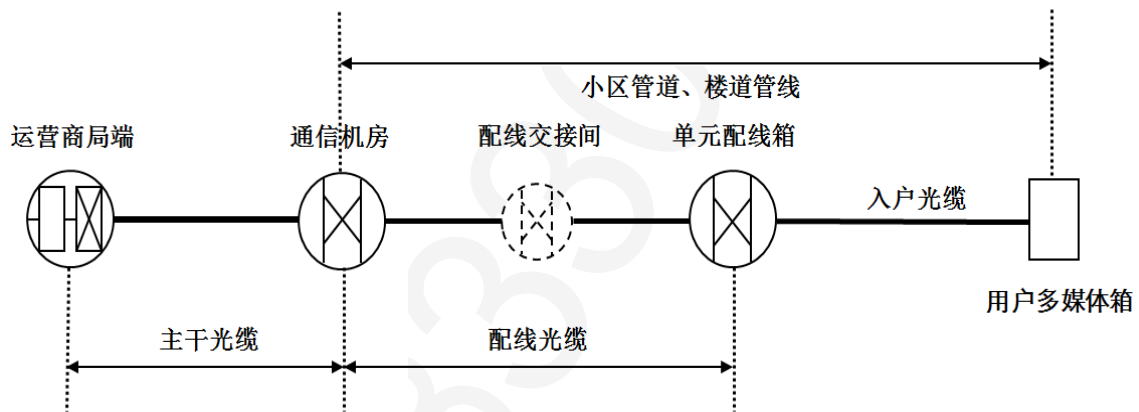 小区管道、楼道管线
运营商局端
通信机房
配线交接间
单元配线箱
入户光缆
用户多媒体箱
主干光缆
配线光缆